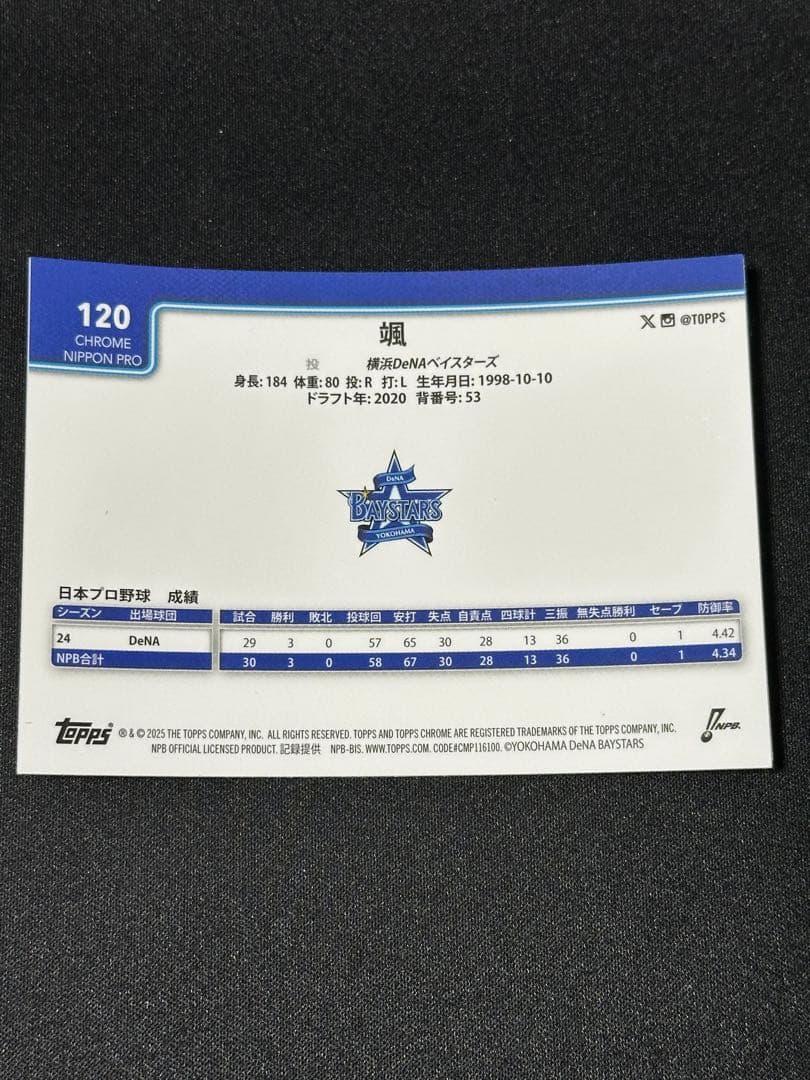 120
CHROME
NIPPON PRO
颯
@TOPPS
投 横浜DeNAベイスターズ
身長: 184 体重: 80 投: R 打: L 生年月日: 1998-10-10
ドラフト年: 2020 背番号: 53
DeNA
BAYSTARS
YOKOHAMA
日本プロ野球 成績
シーズン 出場球団 試合 勝利 敗北 投球回 安打 失点 自責点 四球計 三振 無失点勝利 セーブ 防御率
24 DeNA 29 3 0 57 65 30 28 13 36 0 1 4.42
NPB合計 30 3 0 58 67 30 28 13 36 0 1 4.34
topps ® & © 2025 THE TOPPS COMPANY, INC. ALL RIGHTS RESERVED. TOPPS AND TOPPS CHROME ARE REGISTERED TRADEMARKS OF THE TOPPS COMPANY, INC.
NPB OFFICIAL LICENSED PRODUCT. 記録提供 NPB-BIS. WWW.TOPPS.COM. CODE#CMP116100. ©YOKOHAMA DeNA BAYSTARS
NPB